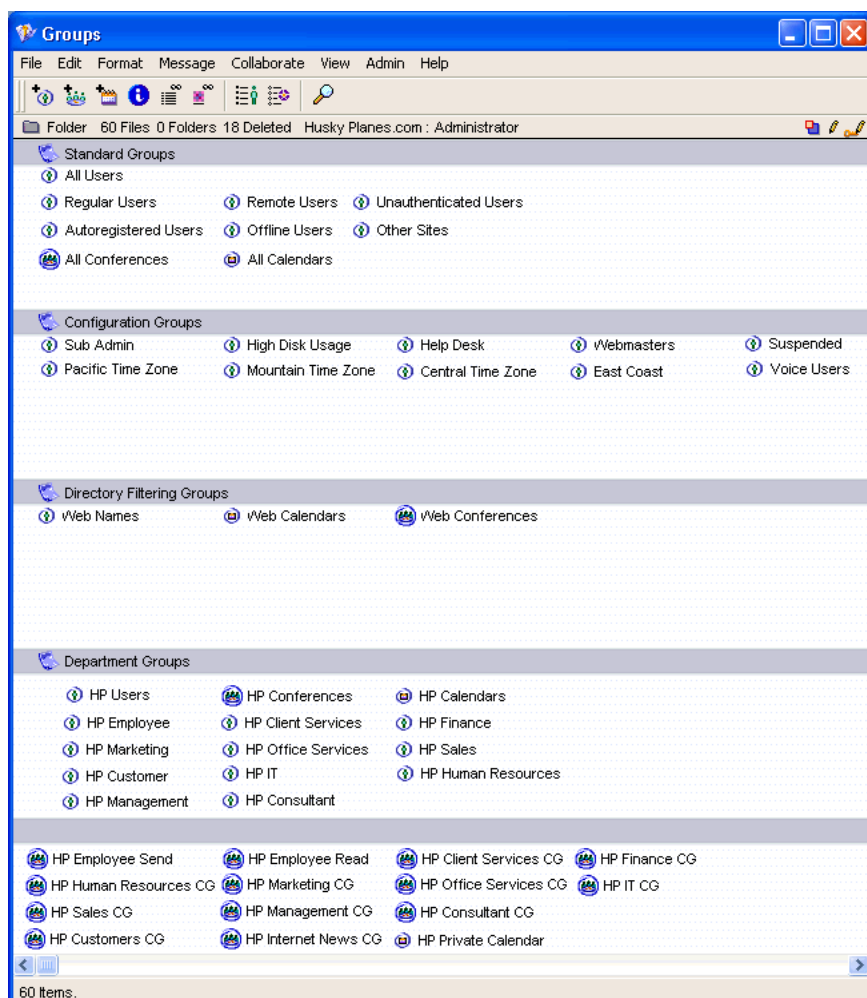 Groups
File Edit Format Message Collaborate View Admin Help
Folder 60 Files 0 Folders 18 Deleted Husky Planes.com : Administrator
Standard Groups
All Users
Regular Users Remote Users Unauthenticated Users
Autoregistered Users Offline Users Other Sites
All Conferences All Calendars
Configuration Groups
Sub Admin High Disk Usage Help Desk Webmasters Suspended
Pacific Time Zone Mountain Time Zone Central Time Zone East Coast Voice Users
Directory Filtering Groups
Web Names Web Calendars Web Conferences
Department Groups
HP Users HP Conferences HP Calendars
HP Employee HP Client Services HP Finance
HP Marketing HP Office Services HP Sales
HP Customer HP IT HP Human Resources
HP Management HP Consultant
HP Employee Send HP Employee Read HP Client Services CG HP Finance CG
HP Human Resources CG HP Marketing CG HP Office Services CG HP IT CG
HP Sales CG HP Management CG HP Consultant CG
HP Customers CG HP Internet News CG HP Private Calendar
60 Items.